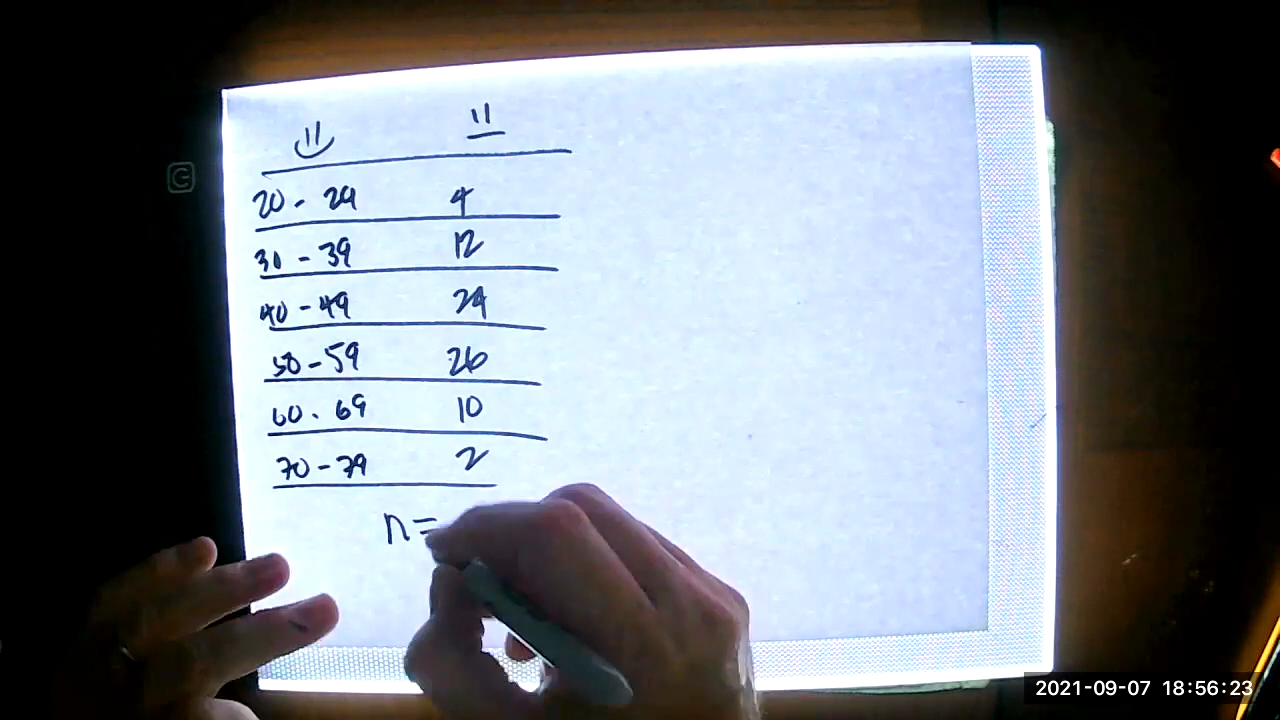 20 - 29 4
30 - 39 12
40 - 49 24
50 - 59 26
60 - 69 10
70 - 79 2
n=
2021-09-07 18:56:23